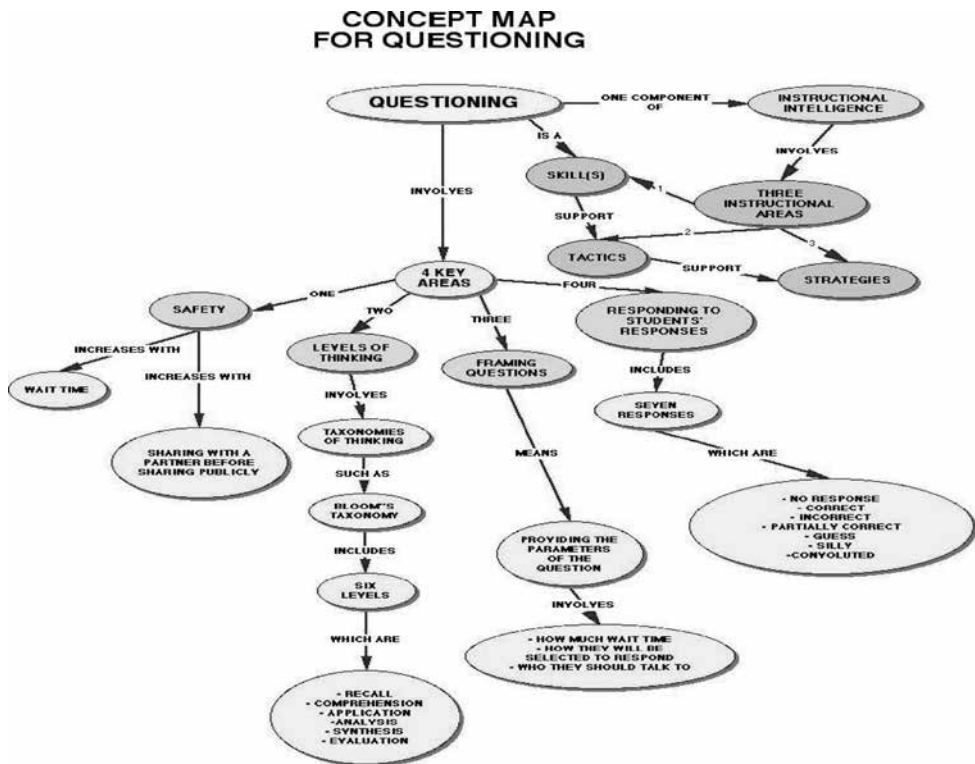 CONCEPT MAP
FOR QUESTIONING
QUESTIONING
ONE COMPONENT
OF
INSTRUCTIONAL
INTELLIGENCE
IS A
INVOLVES
INVOLYES
SKILL(S)
1
THREE
INSTRUCTIONAL
AREAS
SUPPORT
2
3
TACTICS
SUPPORT
STRATEGIES
4 KEY
AREAS
ONE
FOUR
SAFETY
TWO
THREE
RESPONDING TO
STUDENTS'
RESPONSES
INCREASES WITH
LEVELS OF
THINKING
FRAMING
QUESTIONS
INCREASES WITH
INCLUDES
WAIT TIME
INVOLYES
SEVEN
RESPONSES
TAXONOMIES
OF THINKING
SHARING WITH A
PARTNER BEFORE
SHARING PUBLICLY
MEANS
WHICH ARE
SUCH AS
BLOOM"S
TAXONOMY
- NO RESPONSE
- CORRECT
- INCORRECT
- PARTIALLY CORRECT
- GUESS
- SILLY
-CONVOLUTED
INCLUDES
PROVIDING THE
PARAMETERS
OF THE
QUESTION
SIX
LEVELS
INVOLYES
WHICH ARE
- HOW MUCH WAIT TIME
- HOW THEY WILL BE
SELECTED TO RESPOND
- WHO THEY SHOULD TALK TO
- RECALL
- COMPREHENSION
- APPLICATION
-ANALYSIS
- SYNTHESIS
- EVALUATION